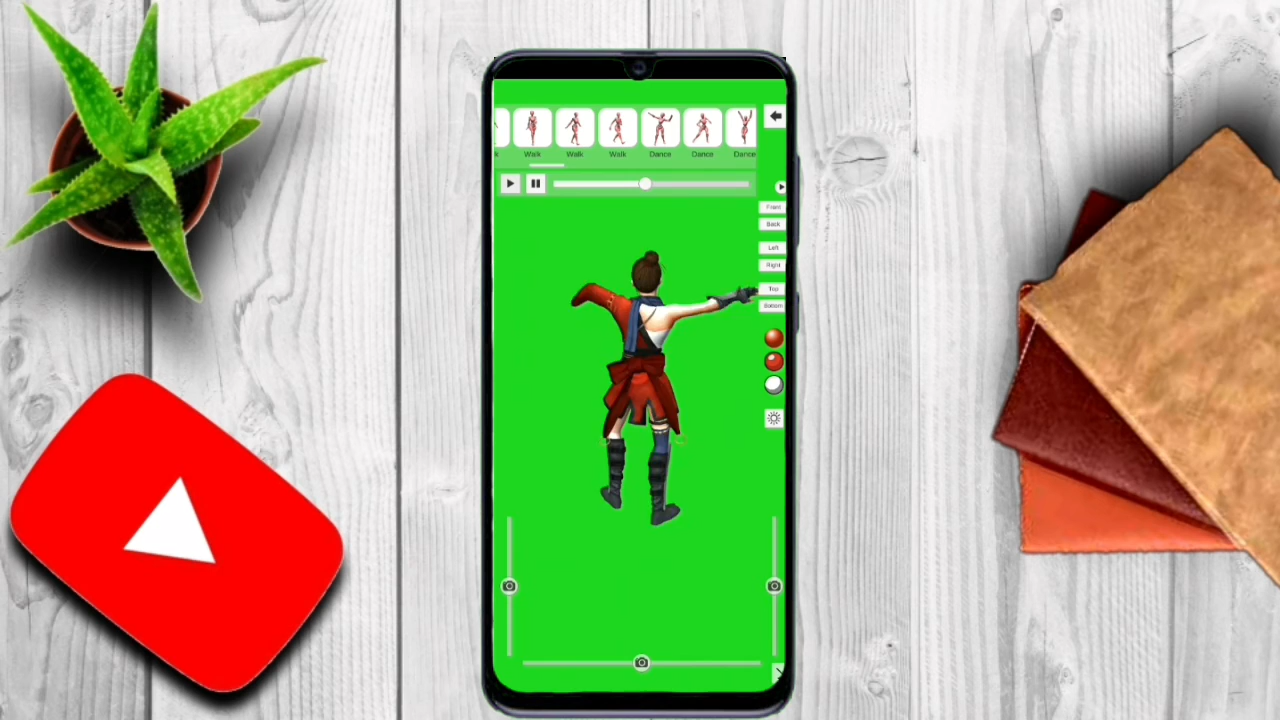 k Walk Walk Walk Dance Dance Dance
Front
Back
Left
Right
Top
Bottom